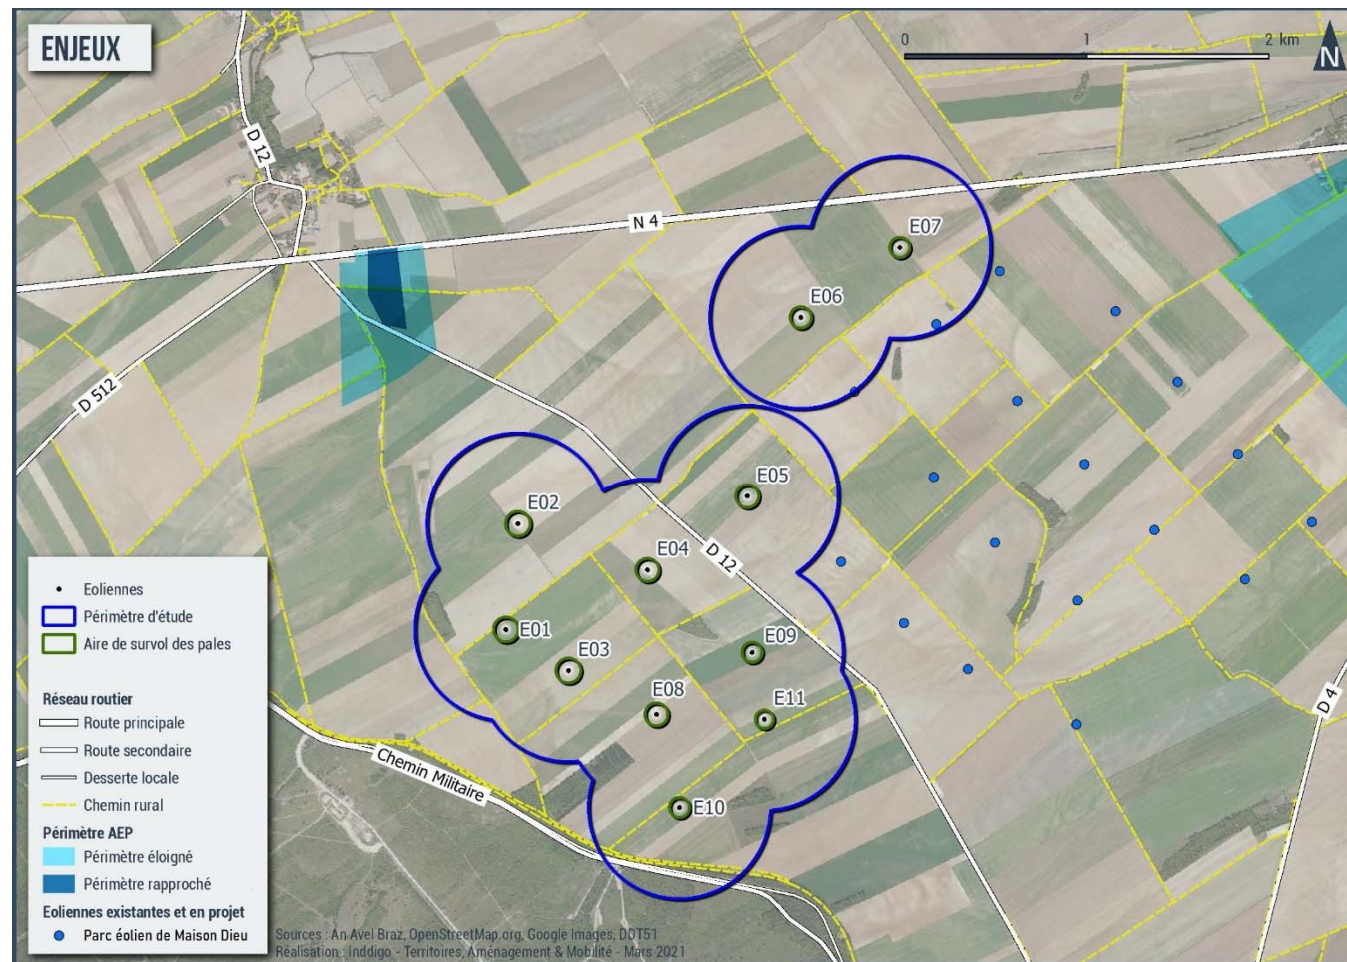 ENJEUX
0 1 2 km
N
D 12
N 4
E07
E06
D 512
E05
E02
E04
D 12
E01
E03
E09
E08
E11
D 4
Chemin Militaire
E10
Eoliennes
Périmètre d'étude
Aire de survol des pales
Réseau routier
Route principale
Route secondaire
Desserte locale
Chemin rural
Périmètre AEP
Périmètre éloigné
Périmètre rapproché
Eoliennes existantes et en projet
Parc éolien de Maison Dieu
Sources : An Avel Braz, OpenStreetMap.org, Google Images, DDT51
Réalisation : Inddigo - Territoires, Aménagement & Mobilité - Mars 2021